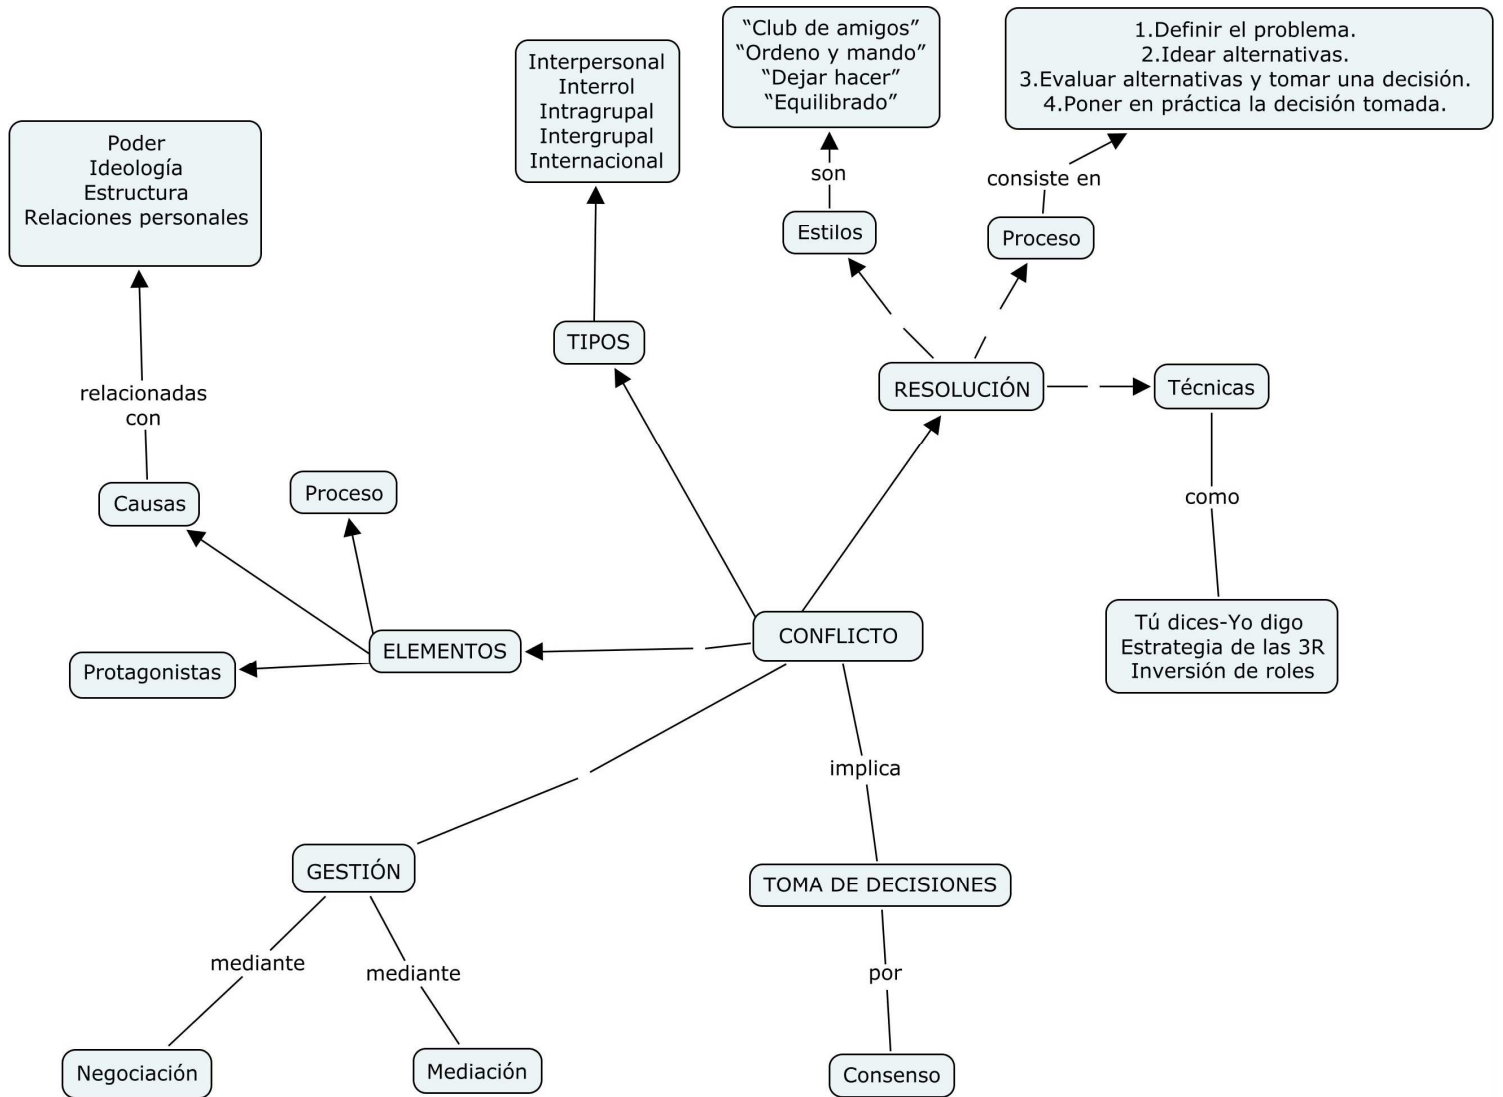 “Club de amigos”
“Ordeno y mando”
“Dejar hacer”
“Equilibrado”
1.Definir el problema.
2.Idear alternativas.
3.Evaluar alternativas y tomar una decisión.
4.Poner en práctica la decisión tomada.
Interpersonal
Interrol
Intragrupal
Intergrupal
Internacional
Poder
Ideología
Estructura
Relaciones personales
son
consiste en
Estilos
Proceso
TIPOS
RESOLUCIÓN
Técnicas
relacionadas
con
Causas
Proceso
como
Tú dices-Yo digo
Estrategia de las 3R
Inversión de roles
CONFLICTO
ELEMENTOS
Protagonistas
implica
GESTIÓN
TOMA DE DECISIONES
mediante
mediante
por
Negociación
Mediación
Consenso